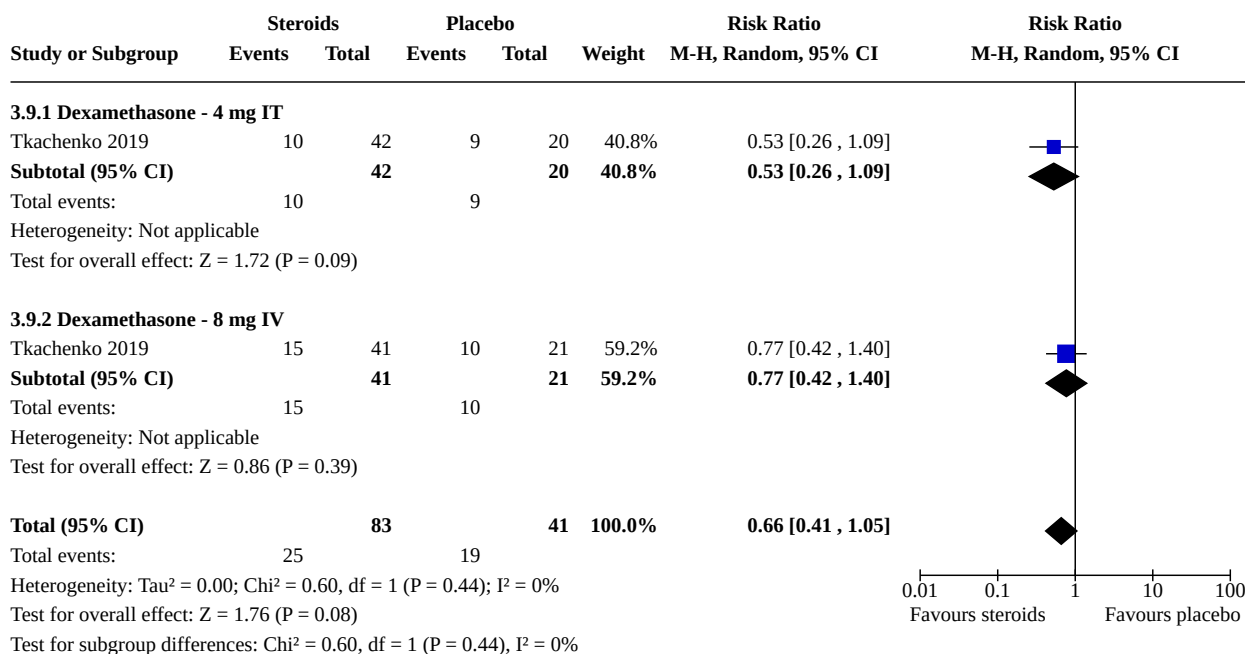 Steroids Placebo Risk Ratio Risk Ratio
Study or Subgroup Events Total Events Total Weight M-H, Random, 95% CI M-H, Random, 95% CI
3.9.1 Dexamethasone - 4 mg IT
Tkachenko 2019 10 42 9 20 40.8% 0.53 [0.26 , 1.09]
Subtotal (95% CI) 42 20 40.8% 0.53 [0.26 , 1.09]
Total events: 10 9
Heterogeneity: Not applicable
Test for overall effect: Z = 1.72 (P = 0.09)
3.9.2 Dexamethasone - 8 mg IV
Tkachenko 2019 15 41 10 21 59.2% 0.77 [0.42 , 1.40]
Subtotal (95% CI) 41 21 59.2% 0.77 [0.42 , 1.40]
Total events: 15 10
Heterogeneity: Not applicable
Test for overall effect: Z = 0.86 (P = 0.39)
Total (95% CI) 83 41 100.0% 0.66 [0.41 , 1.05]
Total events: 25 19
Heterogeneity: Tau² = 0.00; Chi² = 0.60, df = 1 (P = 0.44); I² = 0%
0.01 0.1 1 10 100
Test for overall effect: Z = 1.76 (P = 0.08)
Favours steroids Favours placebo
Test for subgroup differences: Chi² = 0.60, df = 1 (P = 0.44), I² = 0%